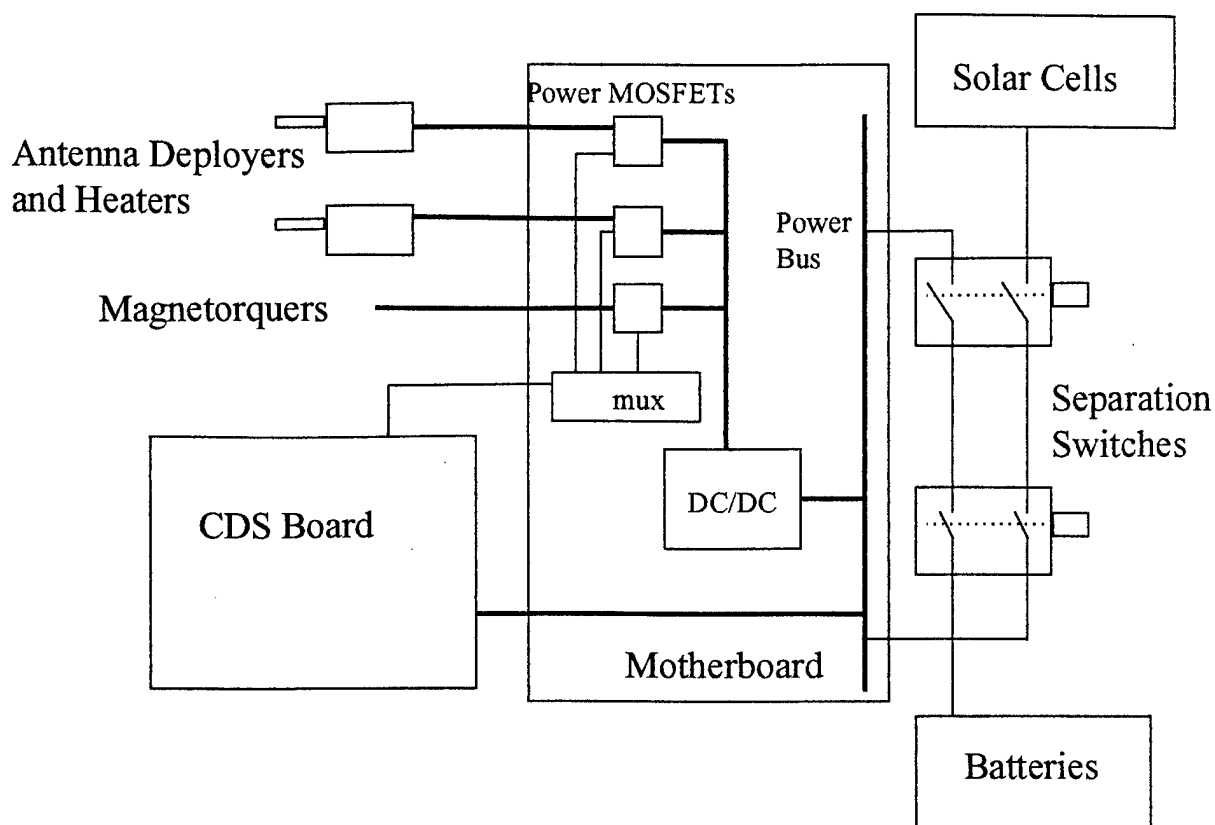 Solar Cells
Power MOSFETs
Antenna Deployers
and Heaters
Power
Bus
Magnetorquers
mux
Separation
Switches
DC/DC
CDS Board
Motherboard
Batteries